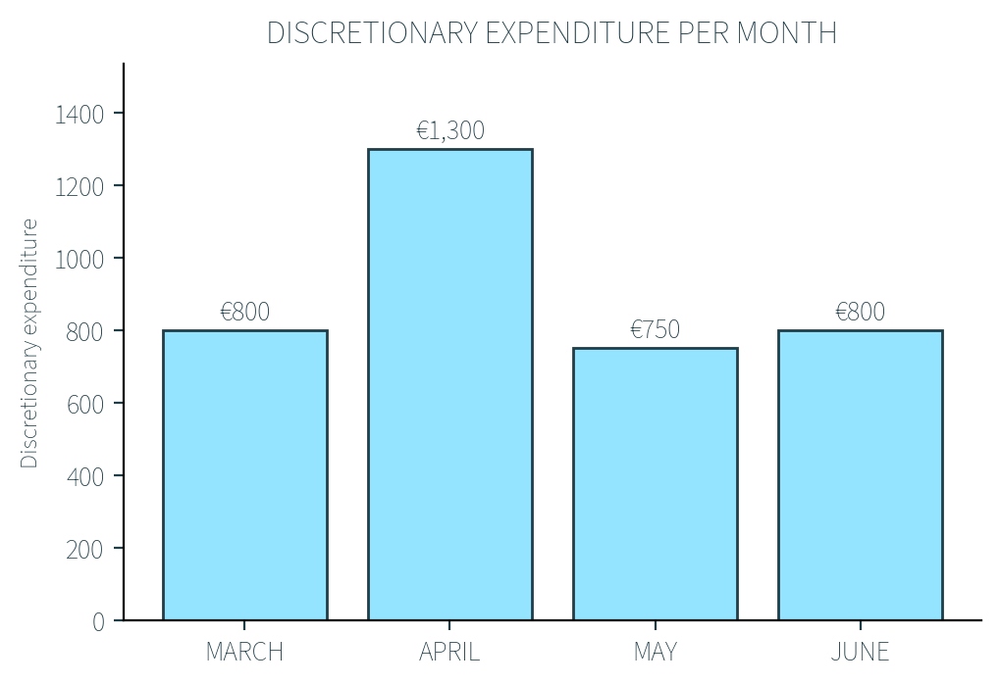 DISCRETIONARY EXPENDITURE PER MONTH
Discretionary expenditure
1400
1200
1000
800
600
400
200
0
€800
€1,300
€750
€800
MARCH
APRIL
MAY
JUNE